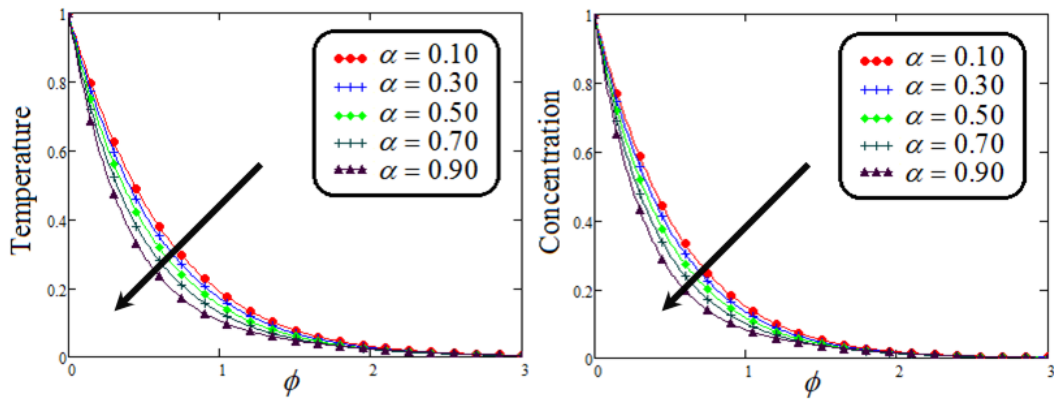 1
0.8
0.6
0.4
0.2
0
Temperature
0
1
2
3
ϕ
α = 0.10
α = 0.30
α = 0.50
α = 0.70
α = 0.90
1
0.8
0.6
0.4
0.2
0
Concentration
0
1
2
3
ϕ
α = 0.10
α = 0.30
α = 0.50
α = 0.70
α = 0.90